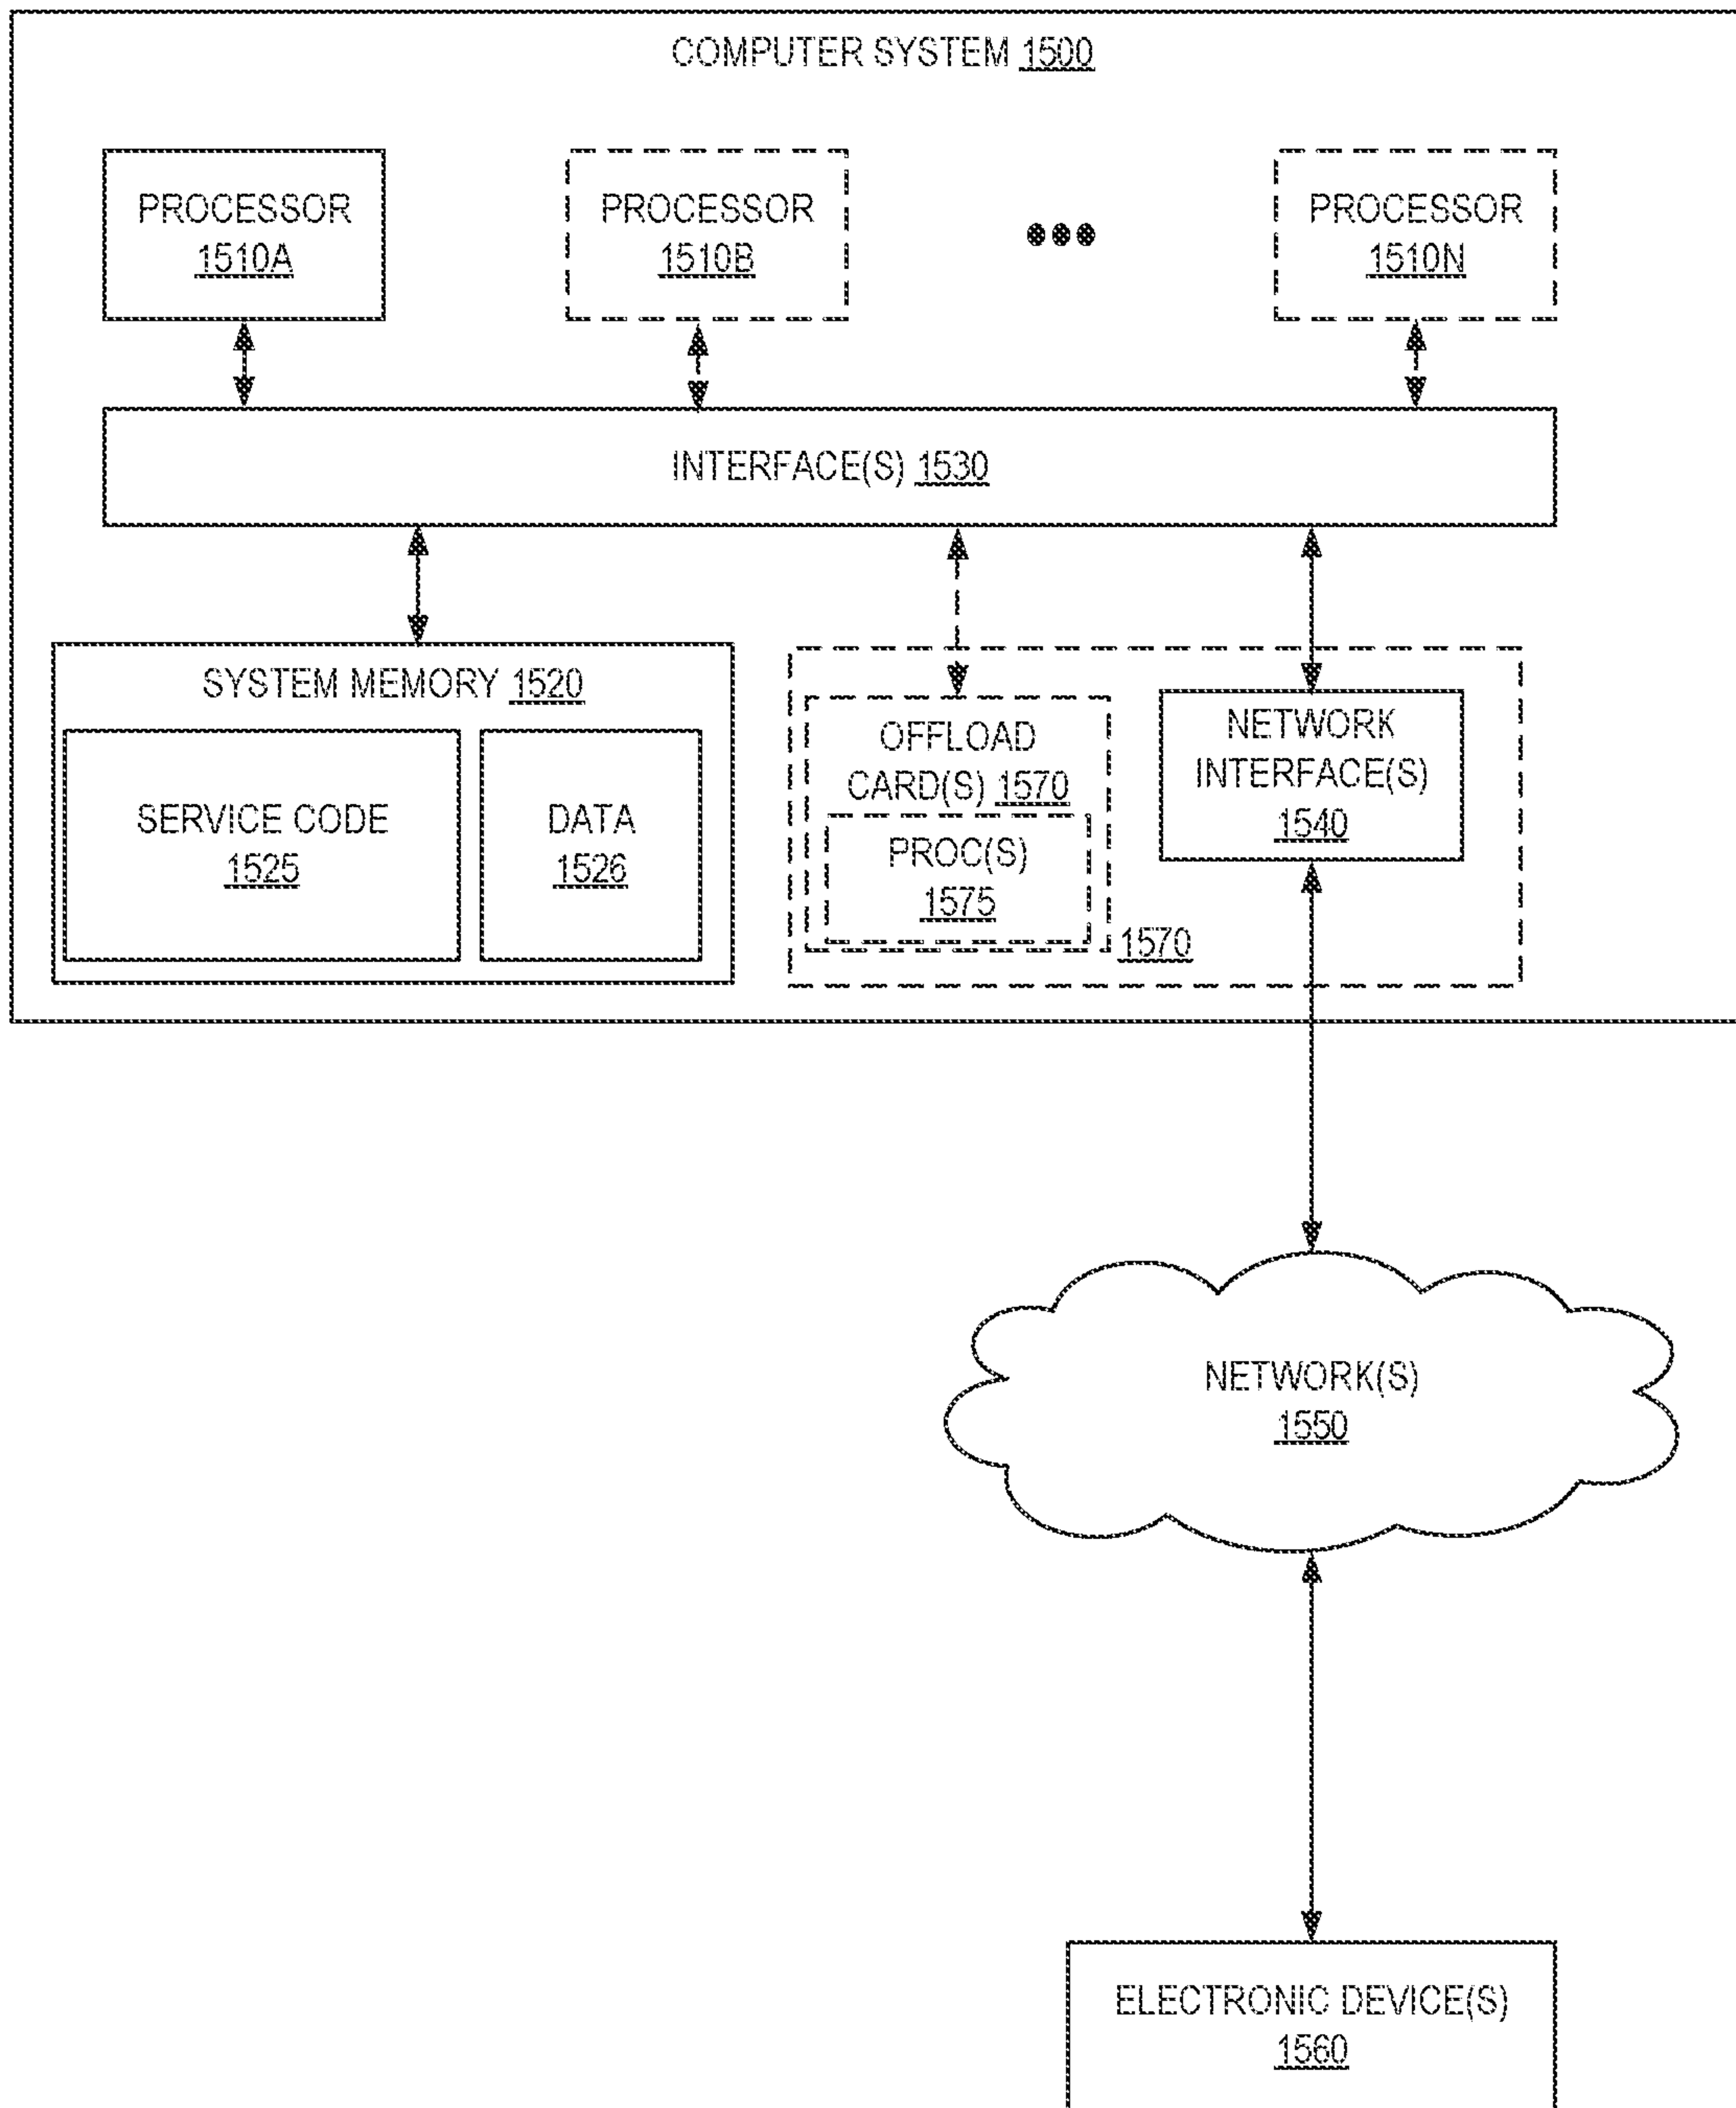 COMPUTER SYSTEM 1500
PROCESSOR
1510A
PROCESSOR
1510B
PROCESSOR
1510N
INTERFACE(S) 1530
SYSTEM MEMORY 1520
SERVICE CODE
1525
DATA
1526
OFFLOAD
CARD(S) 1570
PROC(S)
1575
1570
NETWORK
INTERFACE(S)
1540
NETWORK(S)
1550
ELECTRONIC DEVICE(S)
1560